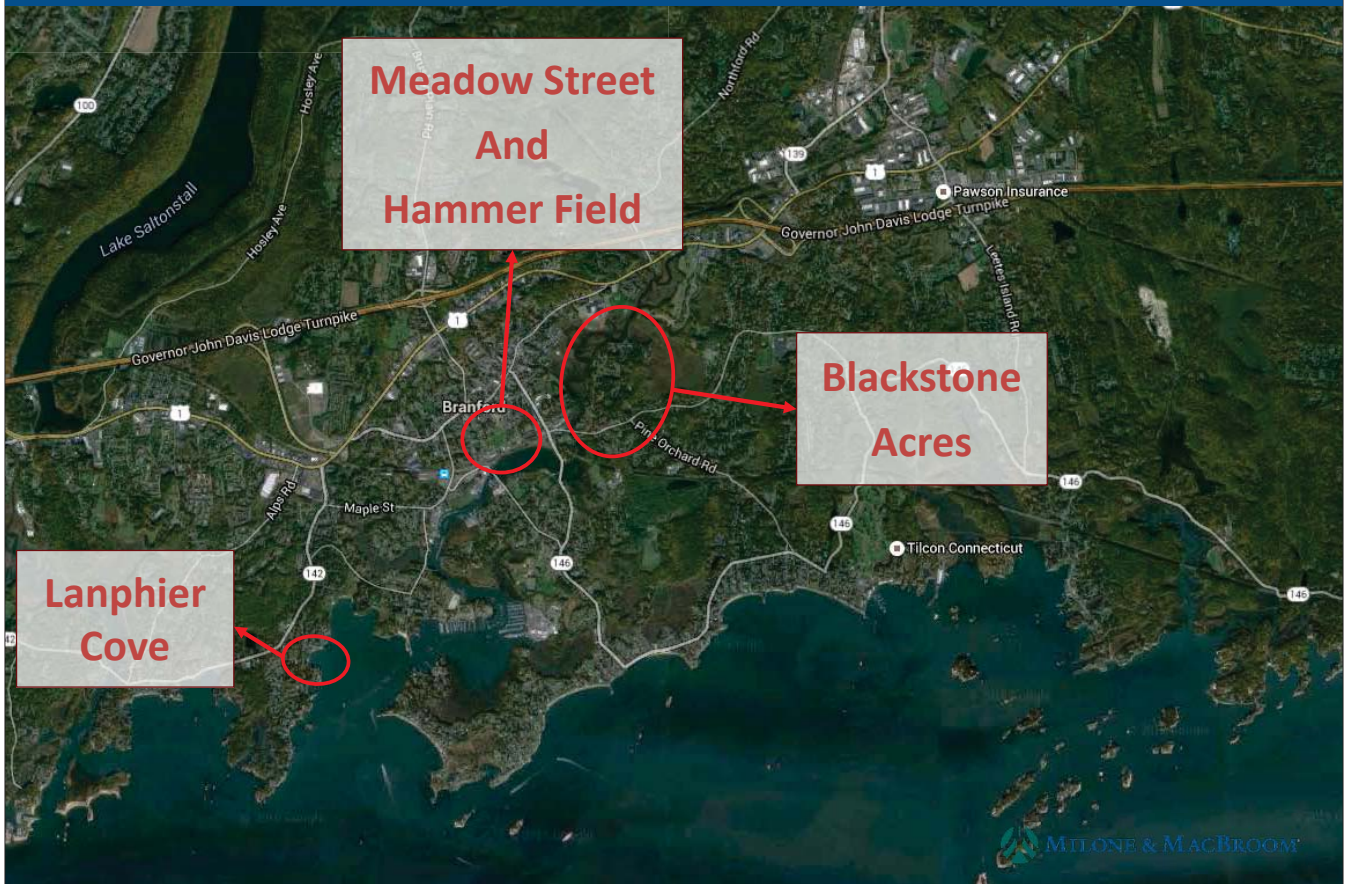 100
Hosley Ave
Northford Rd
Meadow Street
And
Hammer Field
139
1
Pawson Insurance
Governor John Davis Lodge Turnpike
Lake Saltonstall
Hosley Ave
Leetes Island Rd
Governor John Davis Lodge Turnpike
1
Blackstone
Acres
Branford
1
Pine Orchard Rd
Alps Rd
Maple St
146
146
Tilcon Connecticut
146
142
146
Lanphier
Cove
42
MILONE & MACBROOM